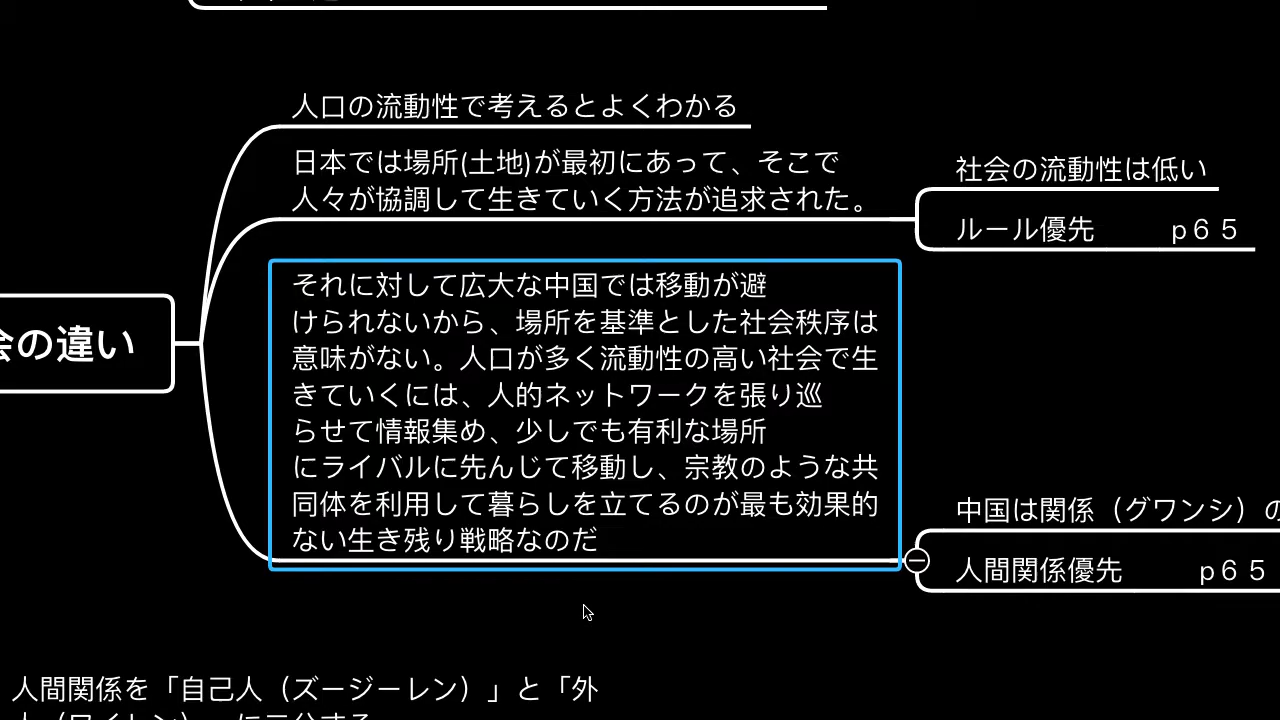 人口の流動性で考えるとよくわかる
日本では場所(土地)が最初にあって、そこで
人々が協調して生きていく方法が追求された。
社会の流動性は低い
ルール優先　　p６５
会の違い
それに対して広大な中国では移動が避
けられないから、場所を基準とした社会秩序は
意味がない。人口が多く流動性の高い社会で生
きていくには、人的ネットワークを張り巡
らせて情報集め、少しでも有利な場所
にライバルに先んじて移動し、宗教のような共
同体を利用して暮らしを立てるのが最も効果的
ない生き残り戦略なのだ
中国は関係（グワンシ）の
人間関係優先　　p６５
人間関係を「自己人（ズージーレン）」と「外